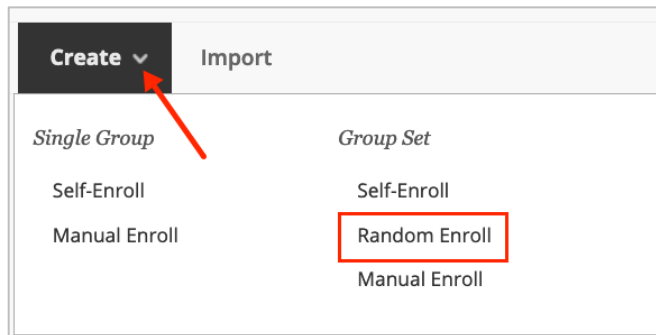 Create Import
Single Group
Self-Enroll
Manual Enroll
Group Set
Self-Enroll
Random Enroll
Manual Enroll